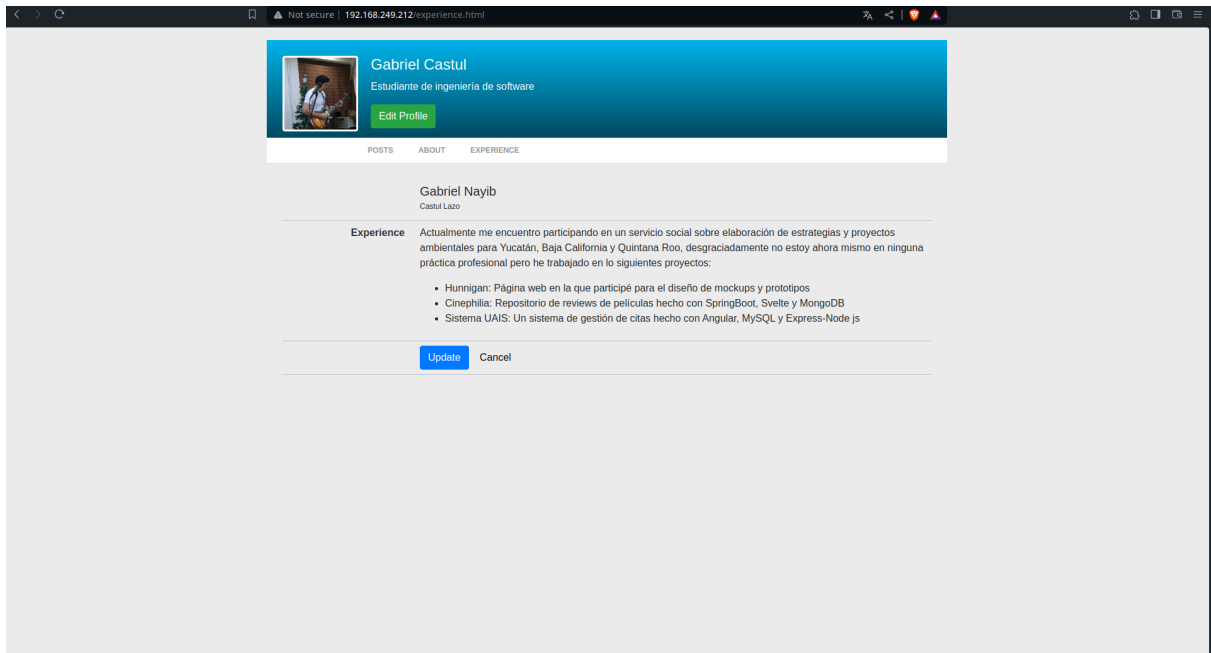 Not secure | 192.168.249.212/experience.html
Gabriel Castul
Estudiante de ingeniería de software
Edit Profile
POSTS ABOUT EXPERIENCE
Gabriel Nayib
Castul Lazo
Experience Actualmente me encuentro participando en un servicio social sobre elaboración de estrategias y proyectos
ambientales para Yucatán, Baja California y Quintana Roo, desgraciadamente no estoy ahora mismo en ninguna
práctica profesional pero he trabajado en lo siguientes proyectos:
• Hunnigan: Página web en la que participé para el diseño de mockups y prototipos
• Cinephilia: Repositorio de reviews de películas hecho con SpringBoot, Svelte y MongoDB
• Sistema UAIS: Un sistema de gestión de citas hecho con Angular, MySQL y Express-Node js
Update Cancel